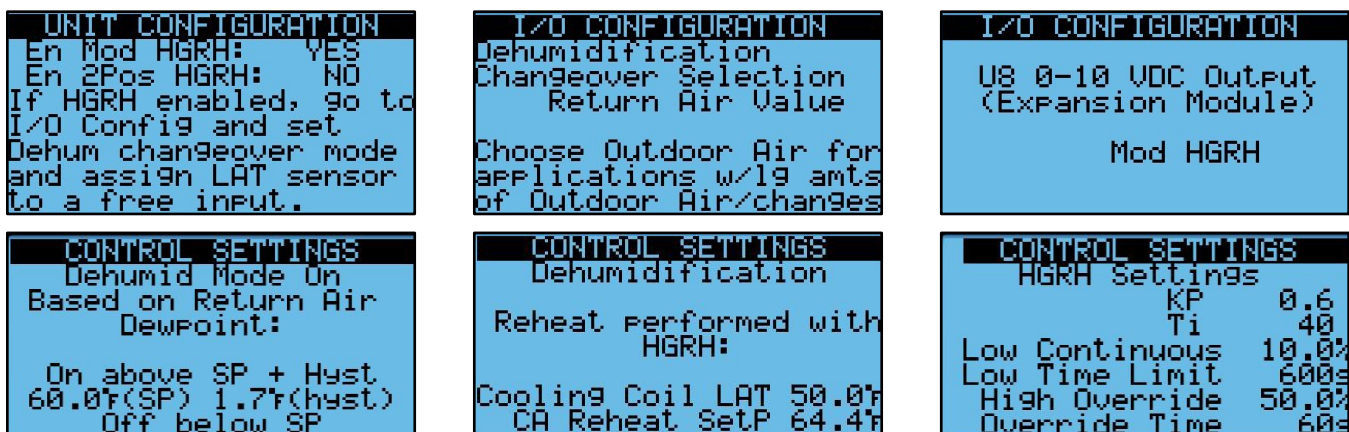 UNIT CONFIGURATION
En Mod HGRH: YES
En 2Pos HGRH: NO
If HGRH enabled, go to
I/O Config and set
Dehum changeover mode
and assign LAT sensor
to a free input.
I/O CONFIGURATION
Dehumidification
Changeover Selection
Return Air Value
Choose Outdoor Air for
applications w/lg amts
of Outdoor Air/changes
I/O CONFIGURATION
U8 0-10 VDC Output
(Expansion Module)
Mod HGRH
CONTROL SETTINGS
Dehumid Mode On
Based on Return Air
Dewpoint:
On above SP + Hyst
60.0℉(SP) 1.7℉(hyst)
Off below SP
CONTROL SETTINGS
Dehumidification
Reheat performed with
HGRH:
Cooling Coil LAT 50.0℉
CA Reheat SetP 64.4℉
CONTROL SETTINGS
HGRH Settings
KP 0.6
Ti 40
Low Continuous 10.0%
Low Time Limit 600s
High Override 50.0%
Override Time 60s